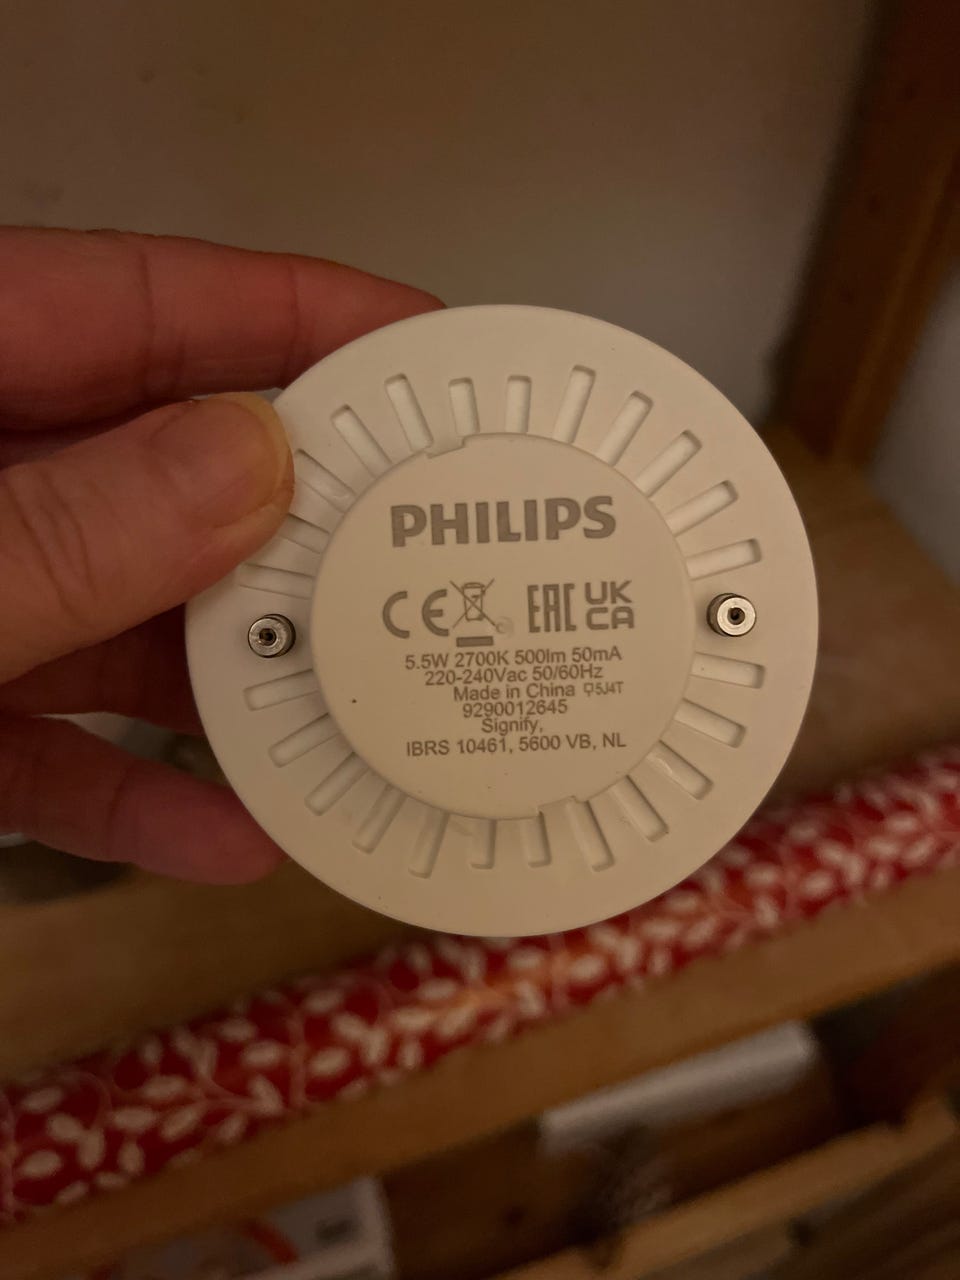 PHILIPS
CE EAC UK CA
5.5W 2700K 500lm 50mA
220-240Vac 50/60Hz
Made in China 5J4T
9290012645
Signify,
IBRS 10461, 5600 VB, NL